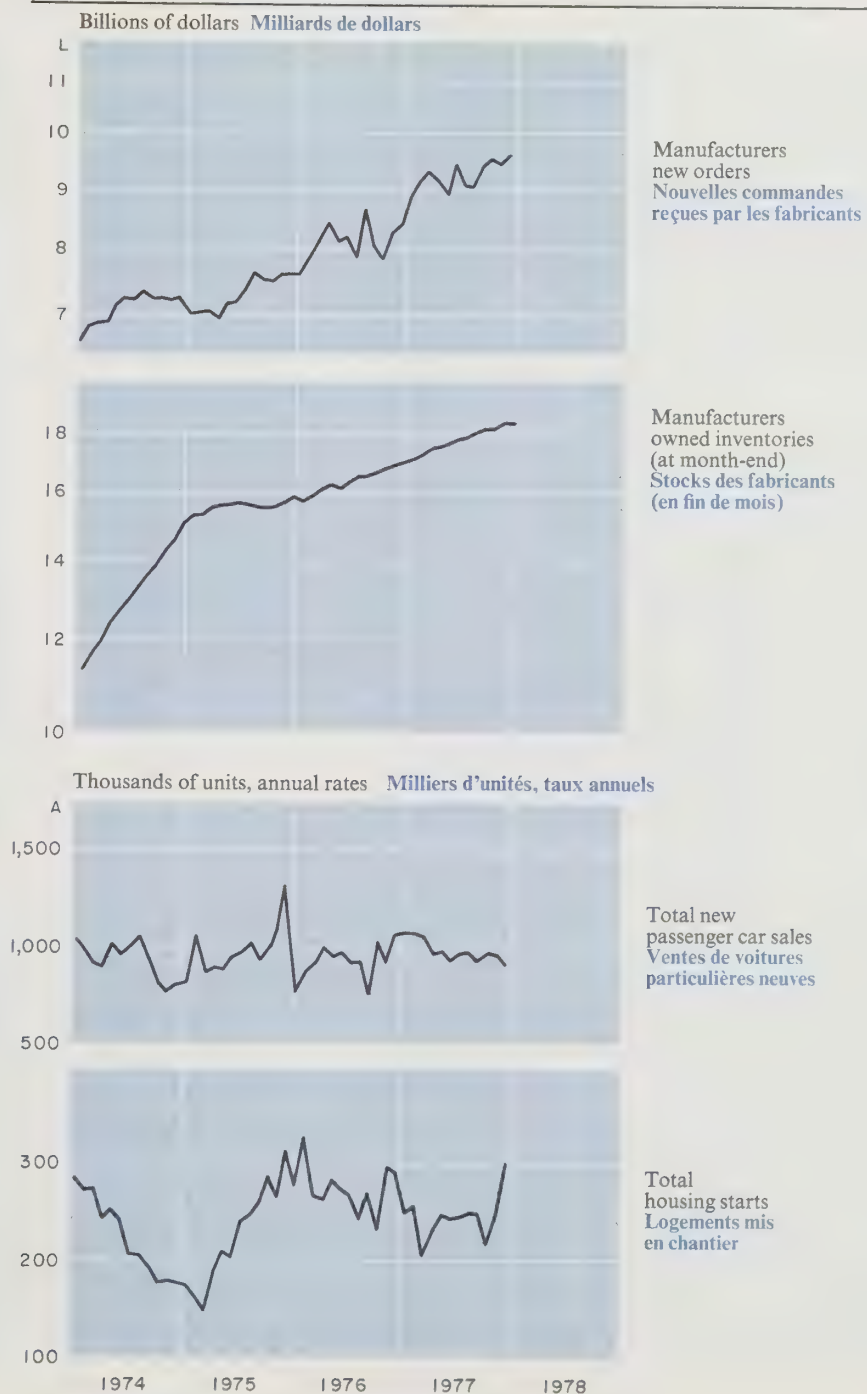 Billions of dollars Milliards de dollars
L
11
10
9
8
7
Manufacturers
new orders
Nouvelles commandes
reçues par les fabricants
18
16
14
12
10
Manufacturers
owned inventories
(at month-end)
Stocks des fabricants
(en fin de mois)
Thousands of units, annual rates Milliers d'unités, taux annuels
A
1,500
1,000
500
Total new
passenger car sales
Ventes de voitures
particulières neuves
300
200
100
Total
housing starts
Logements mis
en chantier
1974 1975 1976 1977 1978